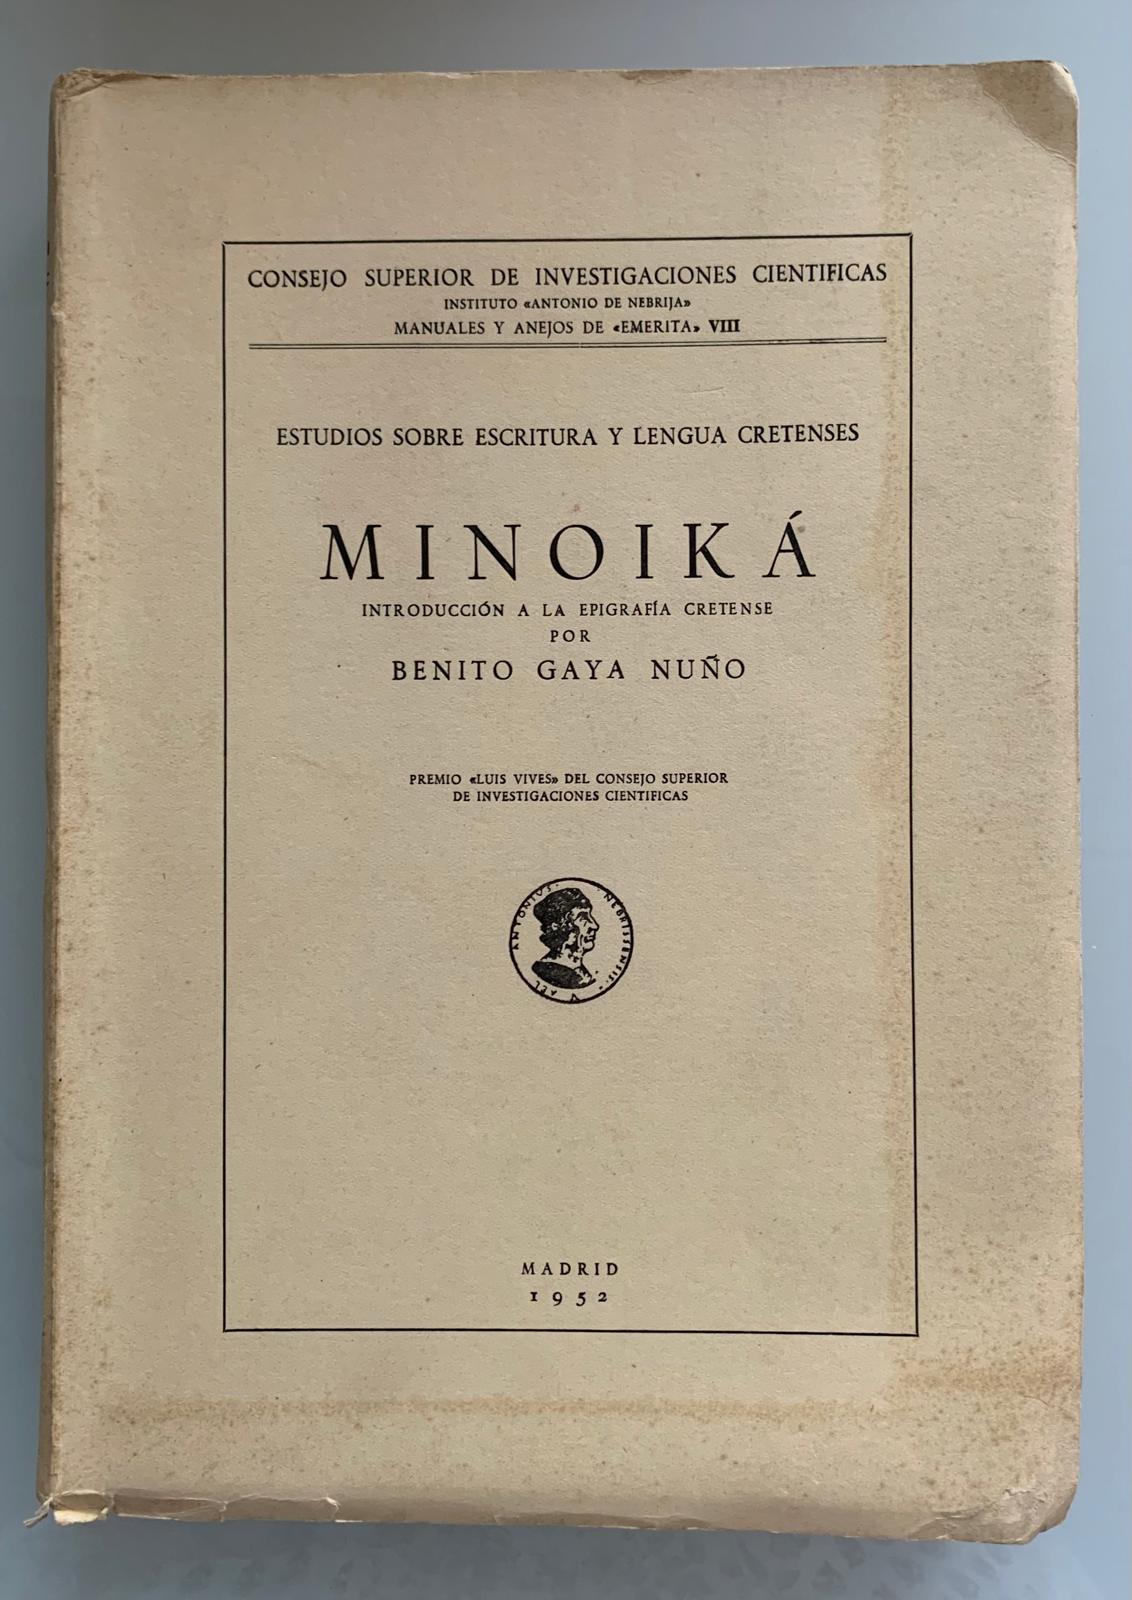 CONSEJO SUPERIOR DE INVESTIGACIONES CIENTIFICAS
INSTITUTO «ANTONIO DE NEBRIJA»
MANUALES Y ANEJOS DE «EMERITA» VIII
ESTUDIOS SOBRE ESCRITURA Y LENGUA CRETENSES
MINOIKÁ
INTRODUCCIÓN A LA EPIGRAFÍA CRETENSE
POR
BENITO GAYA NUÑO
PREMIO «LUIS VIVES» DEL CONSEJO SUPERIOR
DE INVESTIGACIONES CIENTIFICAS
ANTONIVS · NEBRISSENSIS ·
MADRID
1952